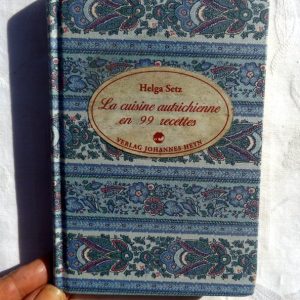 Helga Setz
La cuisine autrichienne
en 99 recettes
VERLAG JOHANNES HEYN